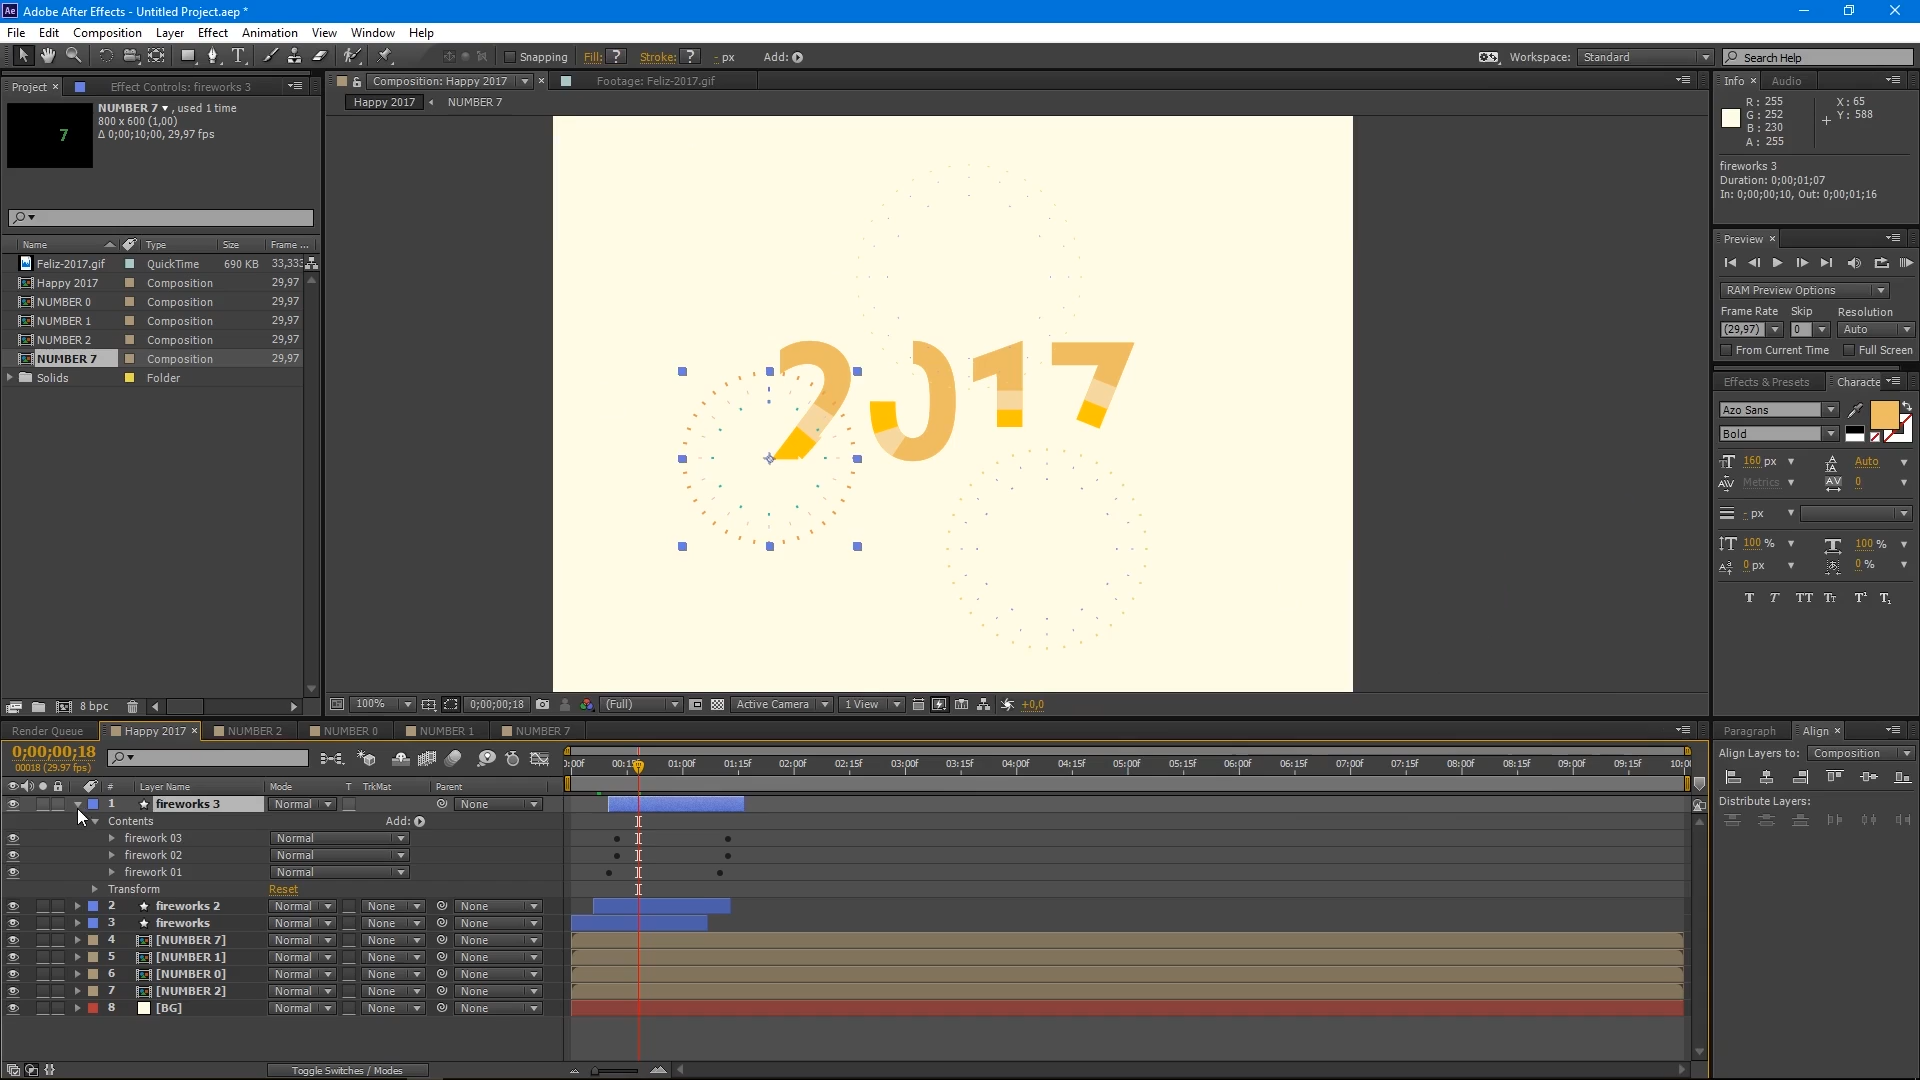 Adobe After Effects - Untitled Project.aep *
File Edit Composition Layer Effect Animation View Window Help
Snapping Fill: ? Stroke: ? - px Add: Workspace: Standard Search Help
Project × Effect Controls: fireworks 3
NUMBER 7 , used 1 time
800 x 600 (1,00)
Δ 0;00;10;00, 29,97 fps
7
Name Type Size Frame ...
Feliz-2017.gif QuickTime 690 KB 33,333
Happy 2017 Composition 29,97
NUMBER 0 Composition 29,97
NUMBER 1 Composition 29,97
NUMBER 2 Composition 29,97
NUMBER 7 Composition 29,97
Solids Folder
8 bpc
Composition: Happy 2017 × Footage: Feliz-2017.gif
Happy 2017 NUMBER 7
2017
100% 0;00;00;18 (Full) Active Camera 1 View +0,0
Info × Audio
R: 255 X: 65
G: 252 Y: 588
B: 230
A: 255
fireworks 3
Duration: 0;00;01;07
In: 0;00;00;10, Out: 0;00;01;16
Preview ×
RAM Preview Options
Frame Rate Skip Resolution
(29,97) 0 Auto
From Current Time Full Screen
Effects & Presets Characte
Azo Sans
Bold
160 px Auto
Metrics 0
- px
100 % 100 %
0 px 0 %
T T TT Tт T¹ T₁
Render Queue Happy 2017 × NUMBER 2 NUMBER 0 NUMBER 1 NUMBER 7
0;00;00;18
00018 (29.97 fps)
):00f 00:15f 01:00f 01:15f 02:00f 02:15f 03:00f 03:15f 04:00f 04:15f 05:00f 05:15f 06:00f 06:15f 07:00f 07:15f 08:00f 08:15f 09:00f 09:15f 10:0(
# Layer Name Mode T TrkMat Parent
1 fireworks 3 Normal None
Contents Add:
firework 03 Normal
firework 02 Normal
firework 01 Normal
Transform Reset
2 fireworks 2 Normal None None
3 fireworks Normal None None
4 [NUMBER 7] Normal None None
5 [NUMBER 1] Normal None None
6 [NUMBER 0] Normal None None
7 [NUMBER 2] Normal None None
8 [BG] Normal None None
Toggle Switches / Modes
Paragraph Align ×
Align Layers to: Composition
Distribute Layers: